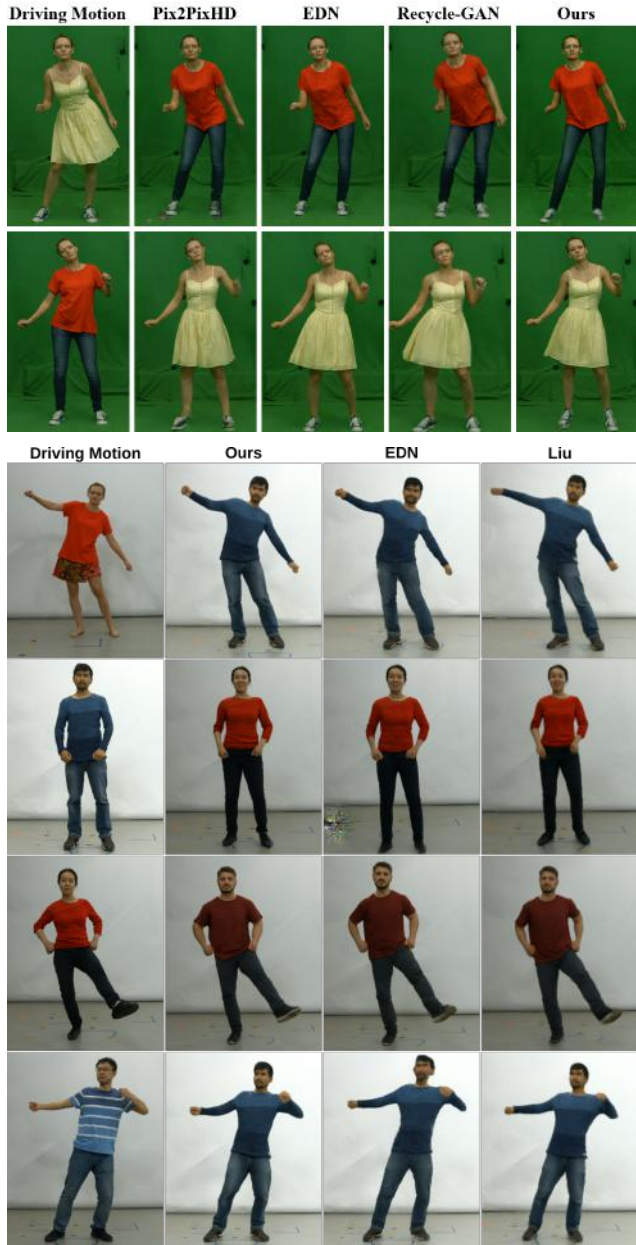 Driving Motion Pix2PixHD EDN Recycle-GAN Ours
Driving Motion Ours EDN Liu